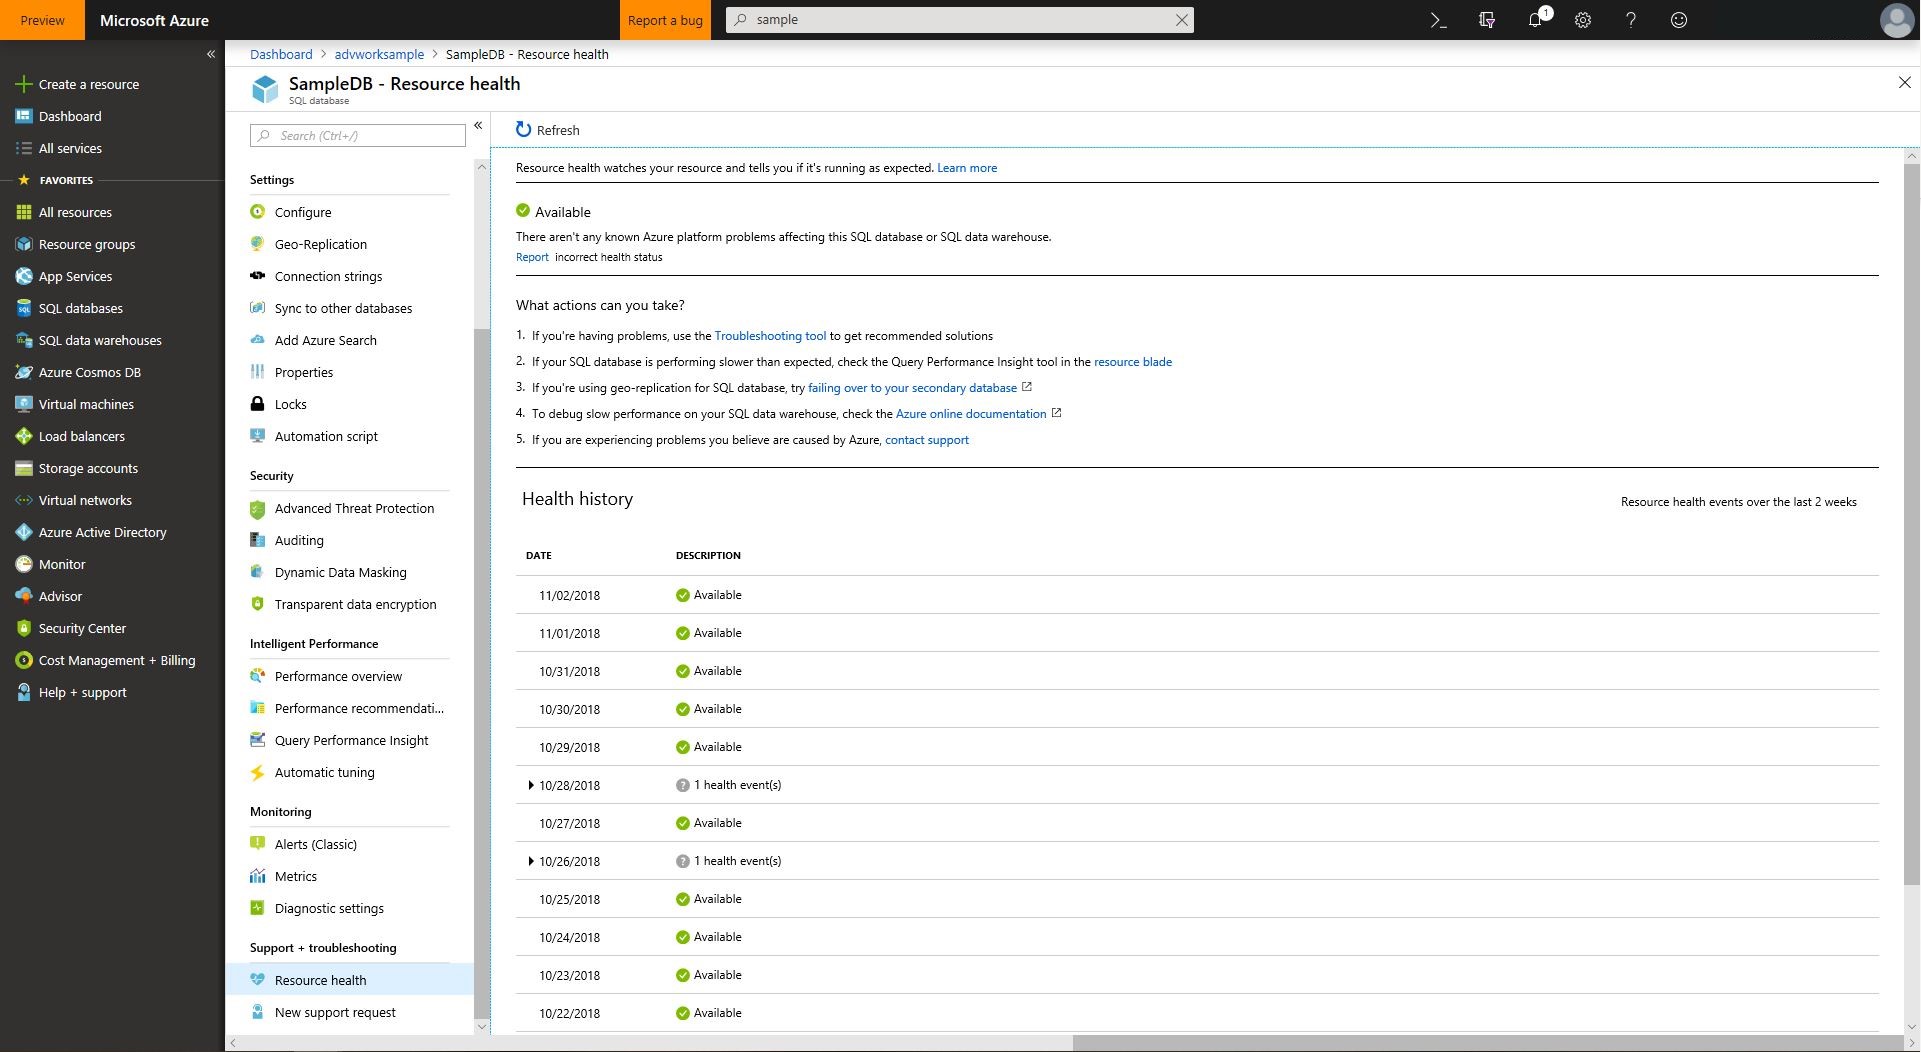 Preview
Microsoft Azure
Report a bug
sample
1
Create a resource
Dashboard
All services
FAVORITES
All resources
Resource groups
App Services
SQL databases
SQL data warehouses
Azure Cosmos DB
Virtual machines
Load balancers
Storage accounts
Virtual networks
Azure Active Directory
Monitor
Advisor
Security Center
Cost Management + Billing
Help + support
Dashboard > advworksample > SampleDB - Resource health
SampleDB - Resource health
SQL database
Search (Ctrl+/)
Settings
Configure
Geo-Replication
Connection strings
Sync to other databases
Add Azure Search
Properties
Locks
Automation script
Security
Advanced Threat Protection
Auditing
Dynamic Data Masking
Transparent data encryption
Intelligent Performance
Performance overview
Performance recommendati...
Query Performance Insight
Automatic tuning
Monitoring
Alerts (Classic)
Metrics
Diagnostic settings
Support + troubleshooting
Resource health
New support request
Refresh
Resource health watches your resource and tells you if it's running as expected. Learn more
Available
There aren't any known Azure platform problems affecting this SQL database or SQL data warehouse.
Report incorrect health status
What actions can you take?
1. If you're having problems, use the Troubleshooting tool to get recommended solutions
2. If your SQL database is performing slower than expected, check the Query Performance Insight tool in the resource blade
3. If you're using geo-replication for SQL database, try failing over to your secondary database
4. To debug slow performance on your SQL data warehouse, check the Azure online documentation
5. If you are experiencing problems you believe are caused by Azure, contact support
Health history
Resource health events over the last 2 weeks
DATE DESCRIPTION
11/02/2018 Available
11/01/2018 Available
10/31/2018 Available
10/30/2018 Available
10/29/2018 Available
10/28/2018 1 health event(s)
10/27/2018 Available
10/26/2018 1 health event(s)
10/25/2018 Available
10/24/2018 Available
10/23/2018 Available
10/22/2018 Available